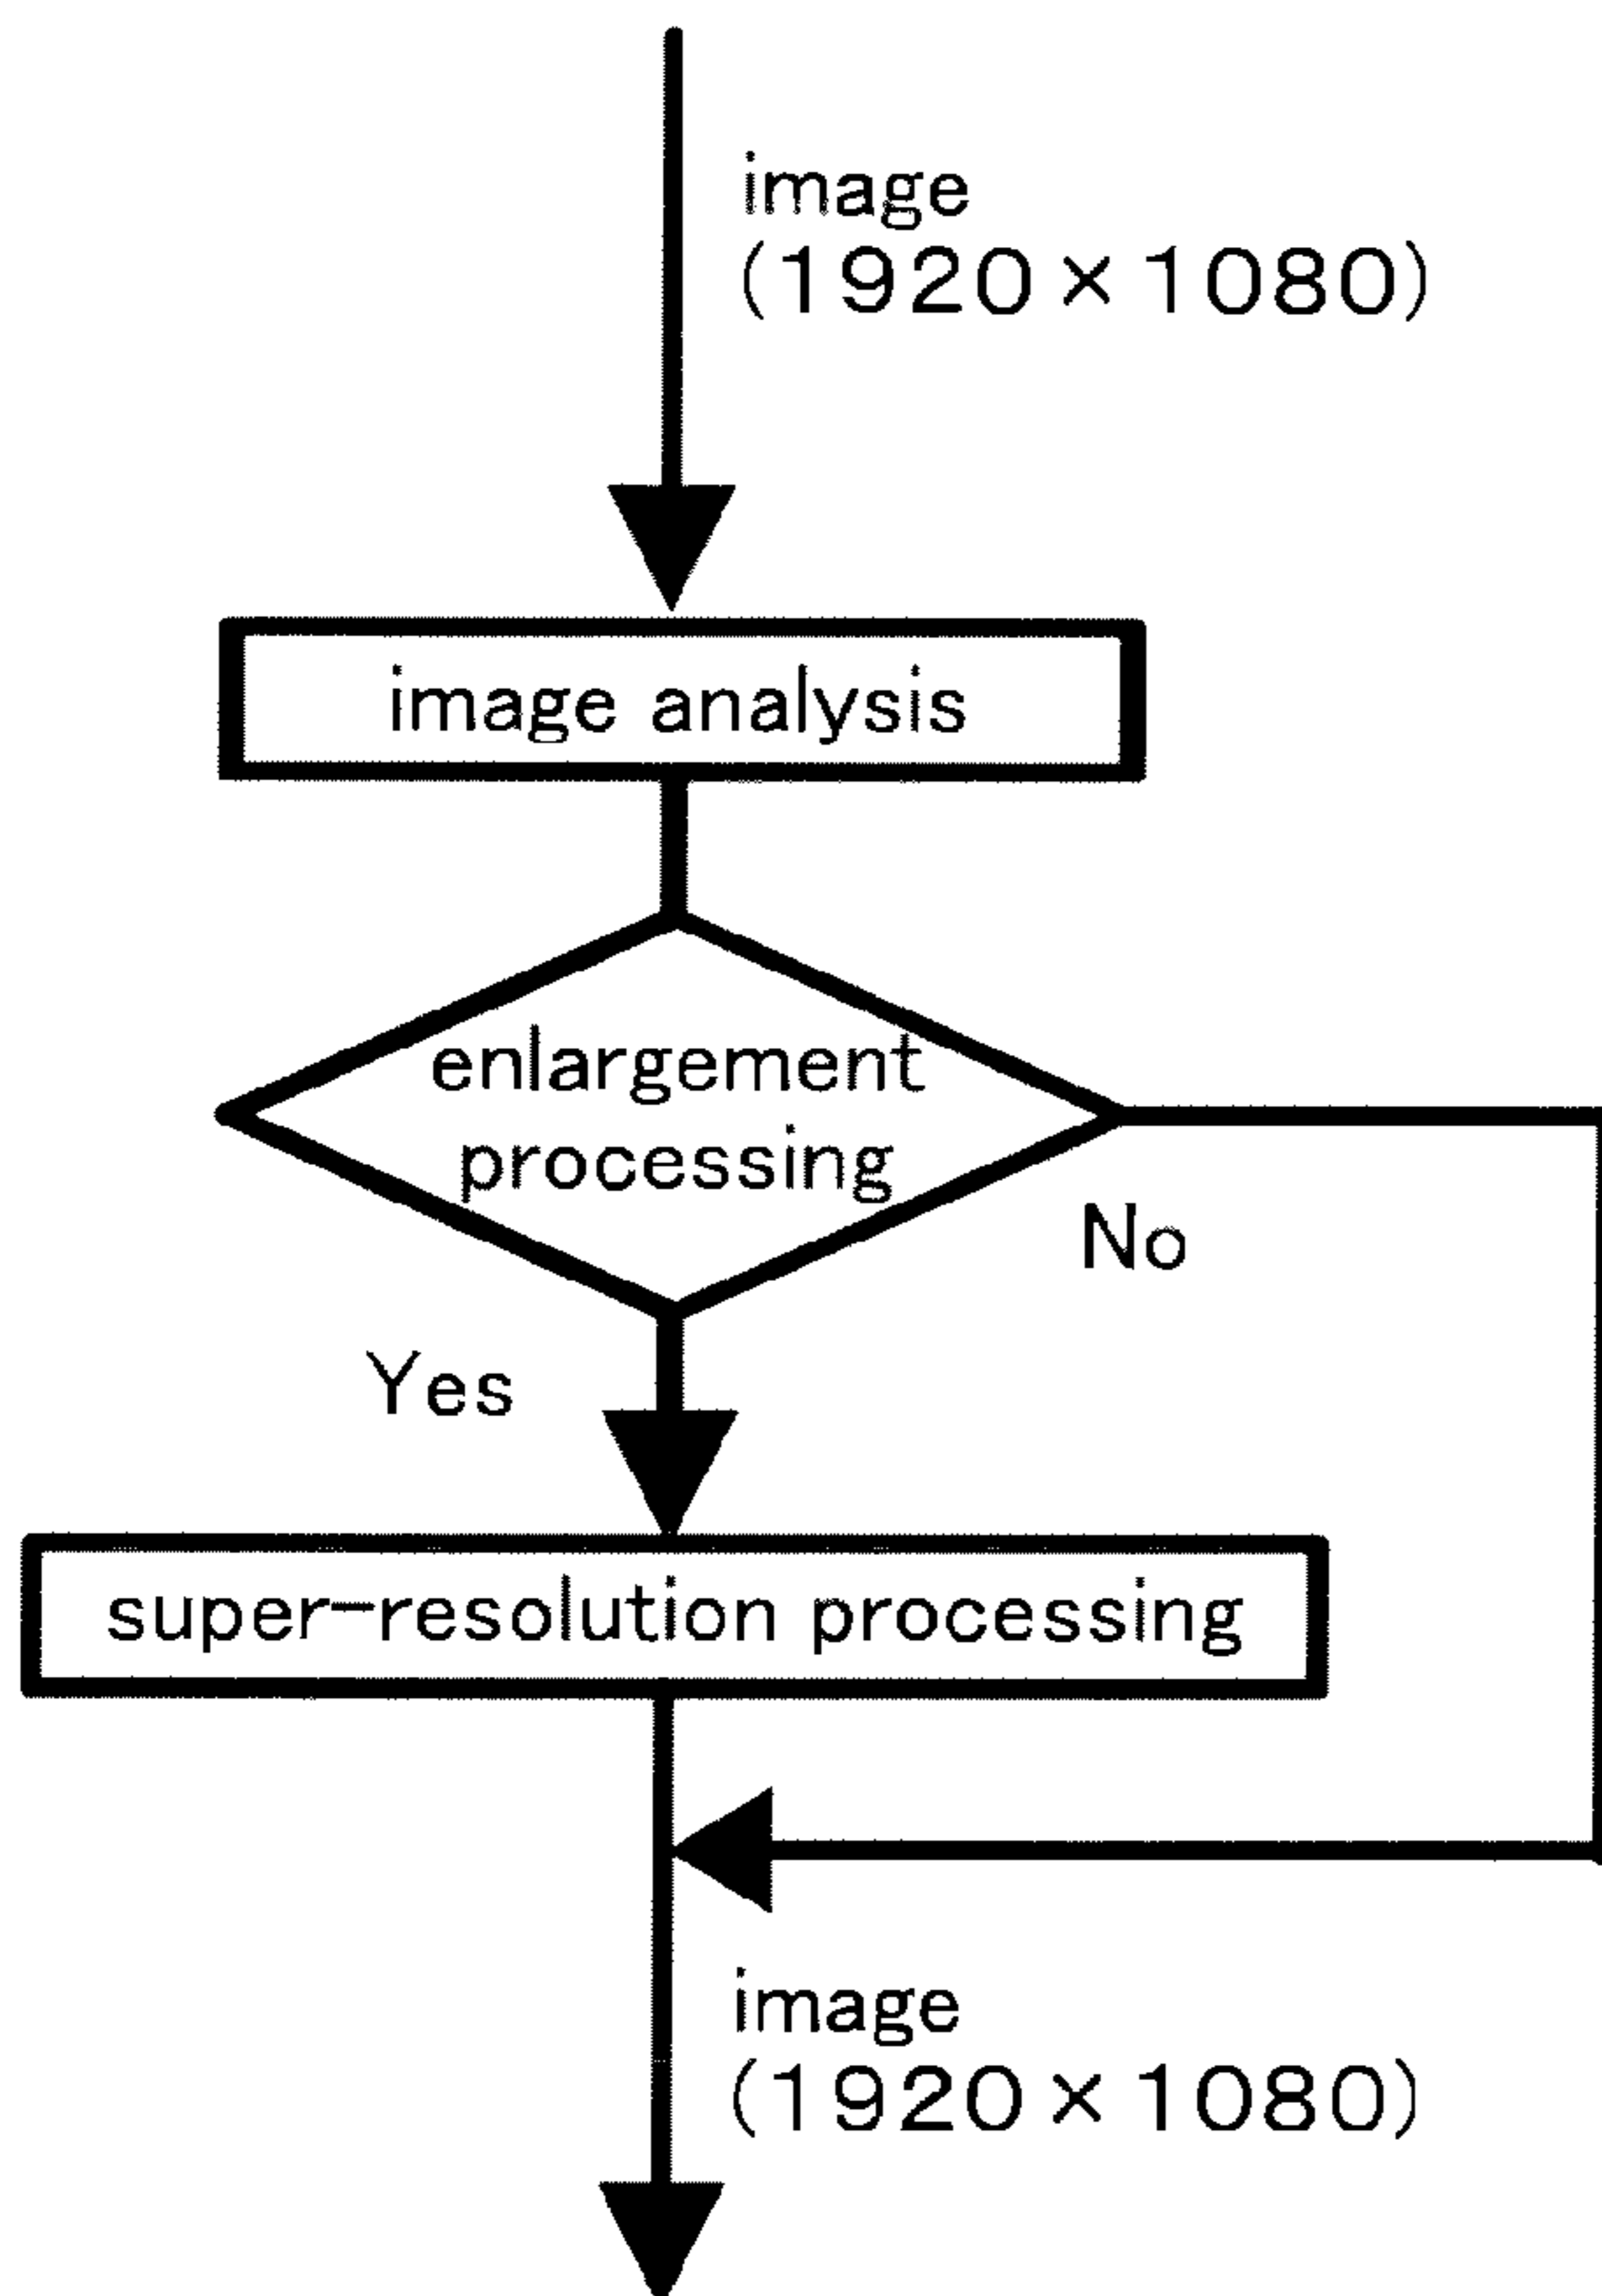 image
(1920×1080)
image analysis
enlargement
processing
No
Yes
super-resolution processing
image
(1920×1080)